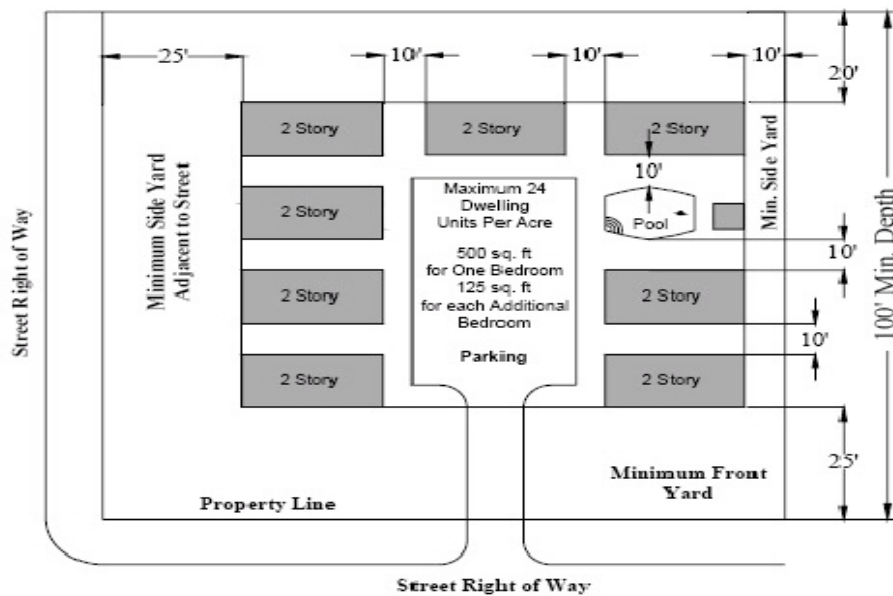 25'
10'
10'
10'
20'
2 Story
2 Story
2 Story
10'
Maximum 24
Dwelling
Units Per Acre
500 sq. ft
for One Bedroom
125 sq. ft
for each Additional
Bedroom
Parkiing
Pool
2 Story
2 Story
2 Story
2 Story
2 Story
10'
10'
25'
Minimum Side Yard
Adjacent to Street
Min. Side Yard
100' Min. Depth
Street Right of Way
Minimum Front
Yard
Property Line
Street Right of Way